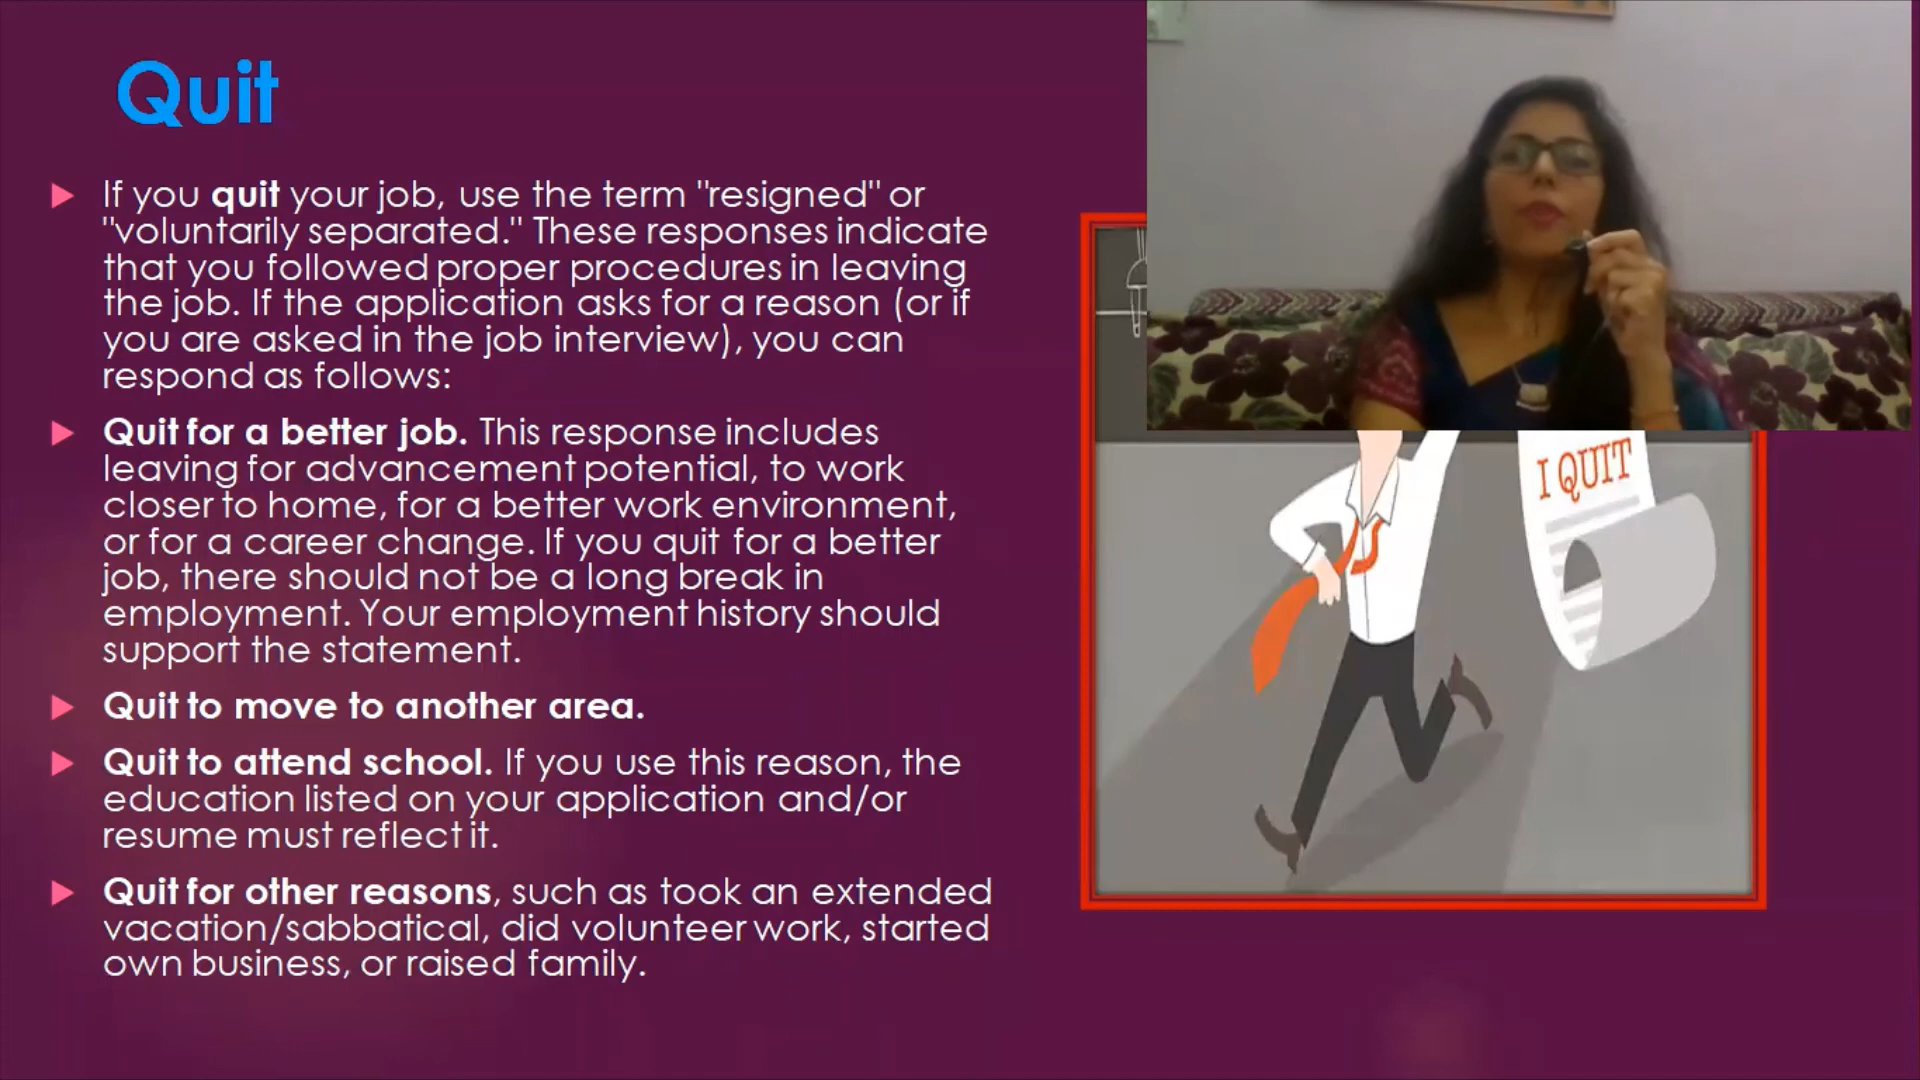 Quit
If you quit your job, use the term "resigned" or
"voluntarily separated." These responses indicate
that you followed proper procedures in leaving
the job. If the application asks for a reason (or if
you are asked in the job interview), you can
respond as follows:
Quit for a better job. This response includes
leaving for advancement potential, to work
closer to home, for a better work environment,
or for a career change. If you quit for a better
job, there should not be a long break in
employment. Your employment history should
support the statement.
Quit to move to another area.
Quit to attend school. If you use this reason, the
education listed on your application and/or
resume must reflect it.
Quit for other reasons, such as took an extended
vacation/sabbatical, did volunteer work, started
own business, or raised family.
I QUIT